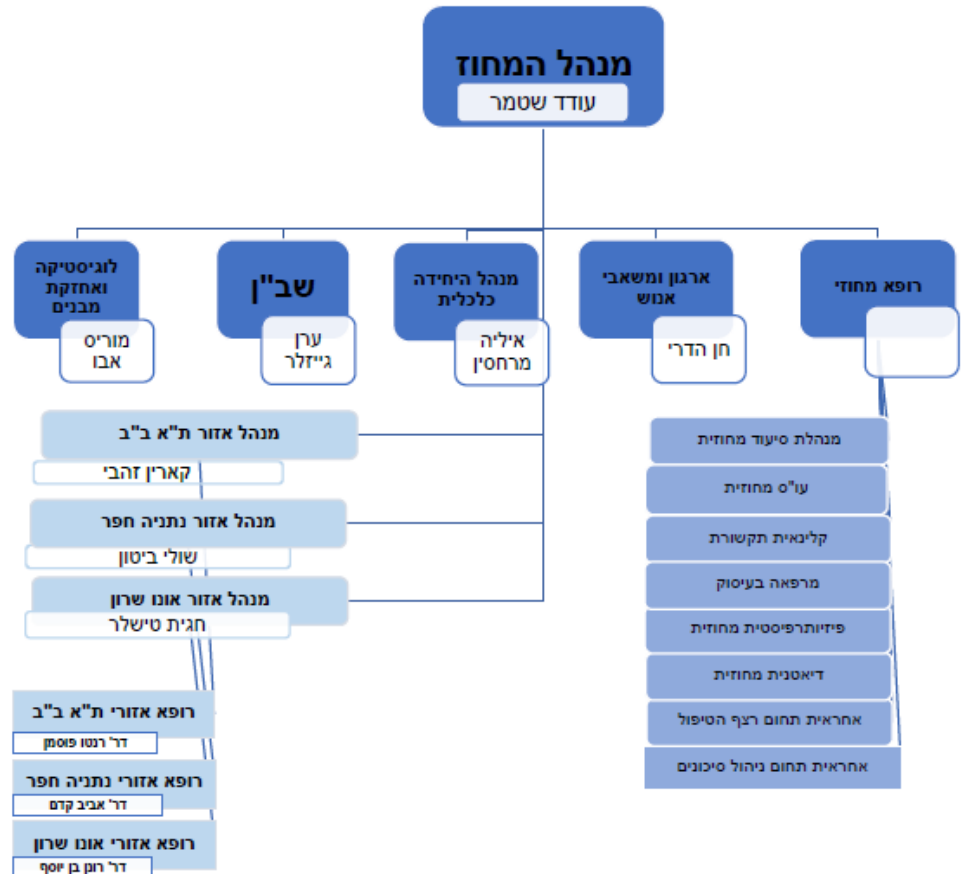 מנהל המחוז
עודד שטמר
רופא מחוזי
ארגון ומשאבי
אנוש
חן הדרי
מנהל היחידה
כלכלית
איליה
מרחסין
שב"ן
ערן
גייזלר
לוגיסטיקה
ואחזקת
מבנים
מוריס
אבו
מנהלת סיעוד מחוזית
עו"ס מחוזית
קלינאית תקשורת
מרפאה בעיסוק
פיזיותרפיסטית מחוזית
דיאטנית מחוזית
אחראית תחום רצף הטיפול
אחראית תחום ניהול סיכונים
מנהל אזור ת"א ב"ב
קארין זהבי
מנהל אזור נתניה חפר
שולי ביטון
מנהל אזור אונו שרון
חגית טישלר
רופא אזורי ת"א ב"ב
דר' רנטו פוסמן
רופא אזורי נתניה חפר
דר' אביב קדם
רופא אזורי אונו שרון
דר' רונן בן יוסף